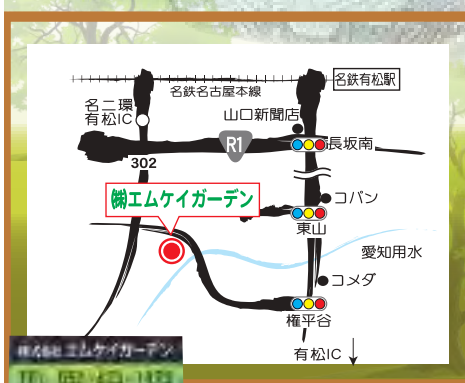 名鉄有松駅
名鉄名古屋本線
名二環
有松IC
山口新聞店
R1
長坂南
302
㈱エムケイガーデン
コバン
東山
愛知用水
コメダ
権平谷
有松IC
株式会社エムケイガーデン